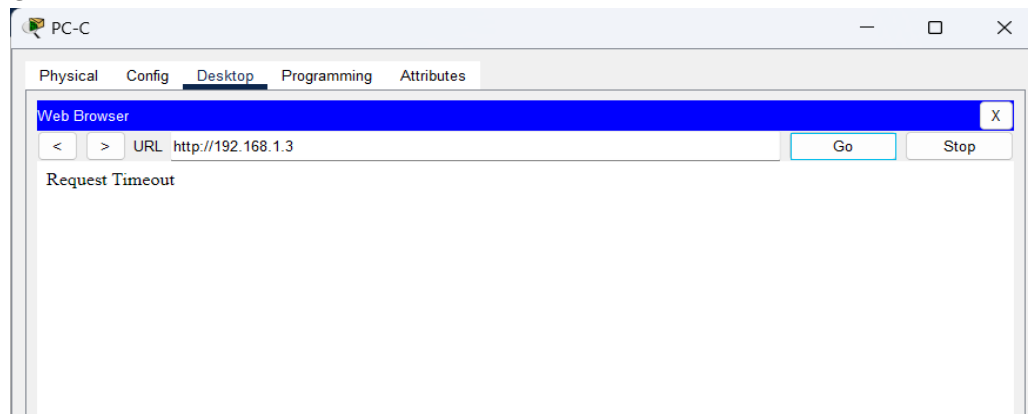 PC-C
Physical Config Desktop Programming Attributes
Web Browser X
< > URL http://192.168.1.3 Go Stop
Request Timeout